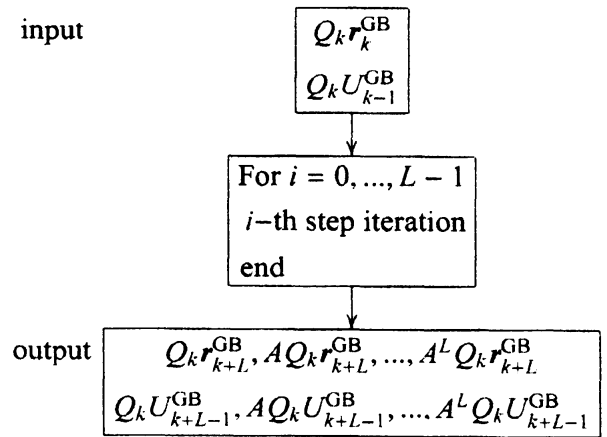 input
Q_k r_k^GB
Q_k U_{k-1}^GB
For i = 0, ..., L − 1
i−th step iteration
end
output
Q_k r_{k+L}^GB, AQ_k r_{k+L}^GB, ..., A^L Q_k r_{k+L}^GB
Q_k U_{k+L-1}^GB, AQ_k U_{k+L-1}^GB, ..., A^L Q_k U_{k+L-1}^GB